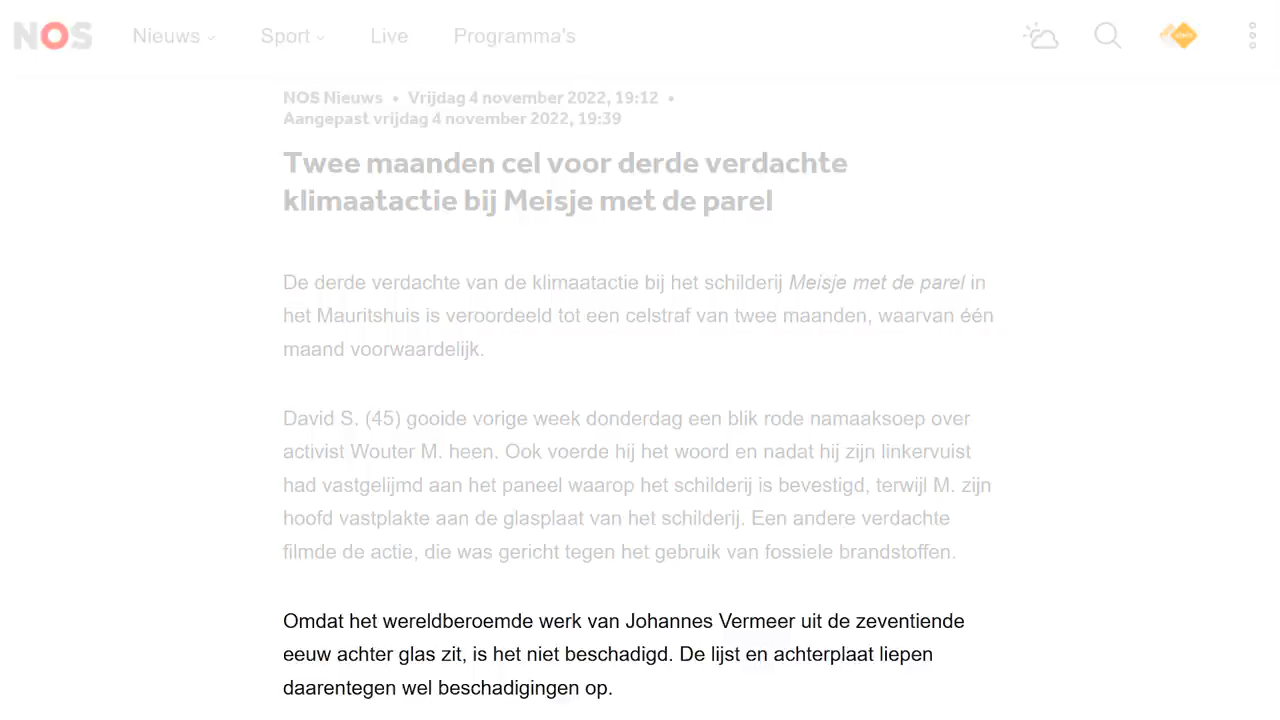 NOS Nieuws Sport Live Programma's
NOS Nieuws • Vrijdag 4 november 2022, 19:12 •
Aangepast vrijdag 4 november 2022, 19:39
Twee maanden cel voor derde verdachte
klimaatactie bij Meisje met de parel
De derde verdachte van de klimaatactie bij het schilderij Meisje met de parel in
het Mauritshuis is veroordeeld tot een celstraf van twee maanden, waarvan één
maand voorwaardelijk.
David S. (45) gooide vorige week donderdag een blik rode namaaksoep over
activist Wouter M. heen. Ook voerde hij het woord en nadat hij zijn linkervuist
had vastgelijmd aan het paneel waarop het schilderij is bevestigd, terwijl M. zijn
hoofd vastplakte aan de glasplaat van het schilderij. Een andere verdachte
filmde de actie, die was gericht tegen het gebruik van fossiele brandstoffen.
Omdat het wereldberoemde werk van Johannes Vermeer uit de zeventiende
eeuw achter glas zit, is het niet beschadigd. De lijst en achterplaat liepen
daarentegen wel beschadigingen op.